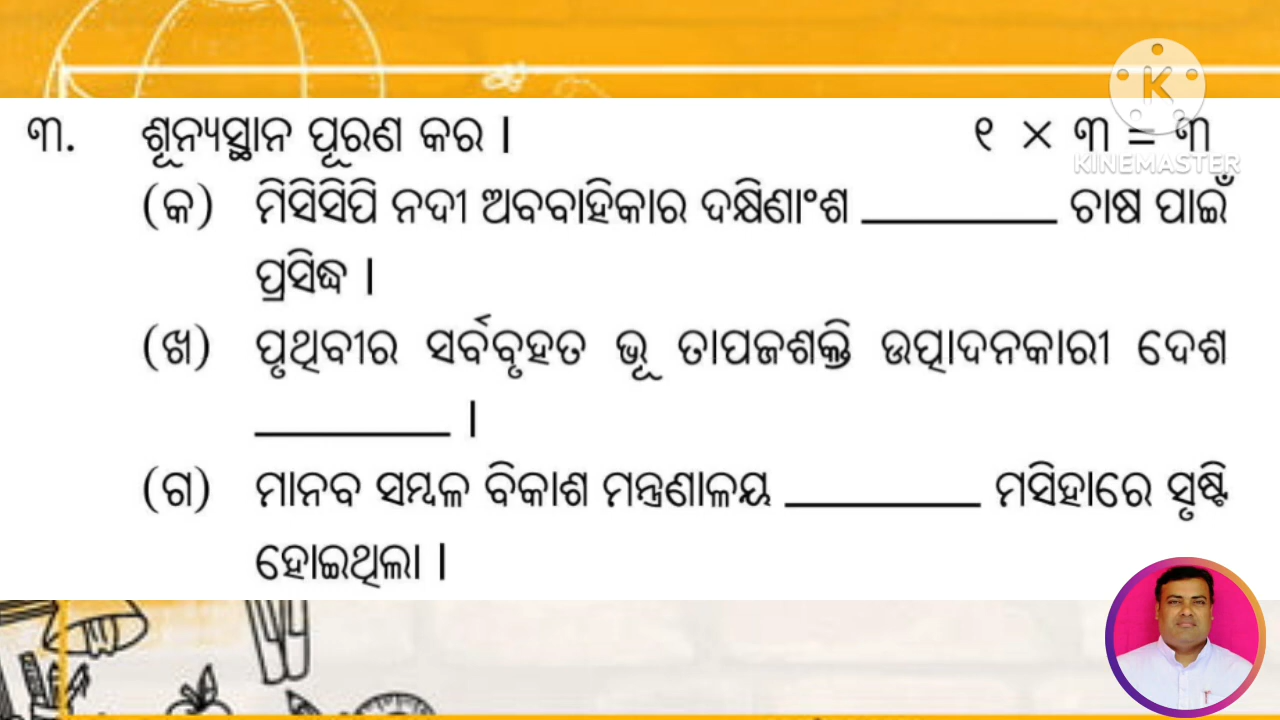 ୩. ଶୂନ୍ୟସ୍ଥାନ ପୂରଣ କର । ୧ × ୩ = ୩
KINEMASTER
(କ) ମିସିସିପି ନଦୀ ଅବବାହିକାର ଦକ୍ଷିଣାଂଶ ________ ଚାଷ ପାଇଁ
ପ୍ରସିଦ୍ଧ ।
(ଖ) ପୃଥିବୀର ସର୍ବବୃହତ ଭୂ ତାପଜଶକ୍ତି ଉତ୍ପାଦନକାରୀ ଦେଶ
________ ।
(ଗ) ମାନବ ସମ୍ବଳ ବିକାଶ ମନ୍ତ୍ରଣାଳୟ ________ ମସିହାରେ ସୃଷ୍ଟି
ହୋଇଥିଲା ।